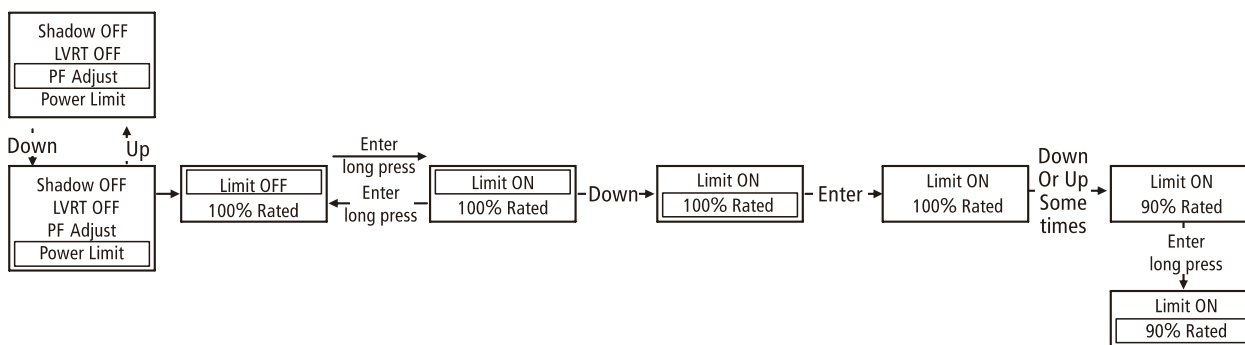 Shadow OFF
LVRT OFF
PF Adjust
Power Limit
Down
Up
Shadow OFF
LVRT OFF
PF Adjust
Power Limit
Limit OFF
100% Rated
Enter
long press
Enter
long press
Limit ON
100% Rated
Down
Limit ON
100% Rated
Enter
Limit ON
100% Rated
Down
Or Up
Some
times
Limit ON
90% Rated
Enter
long press
Limit ON
90% Rated